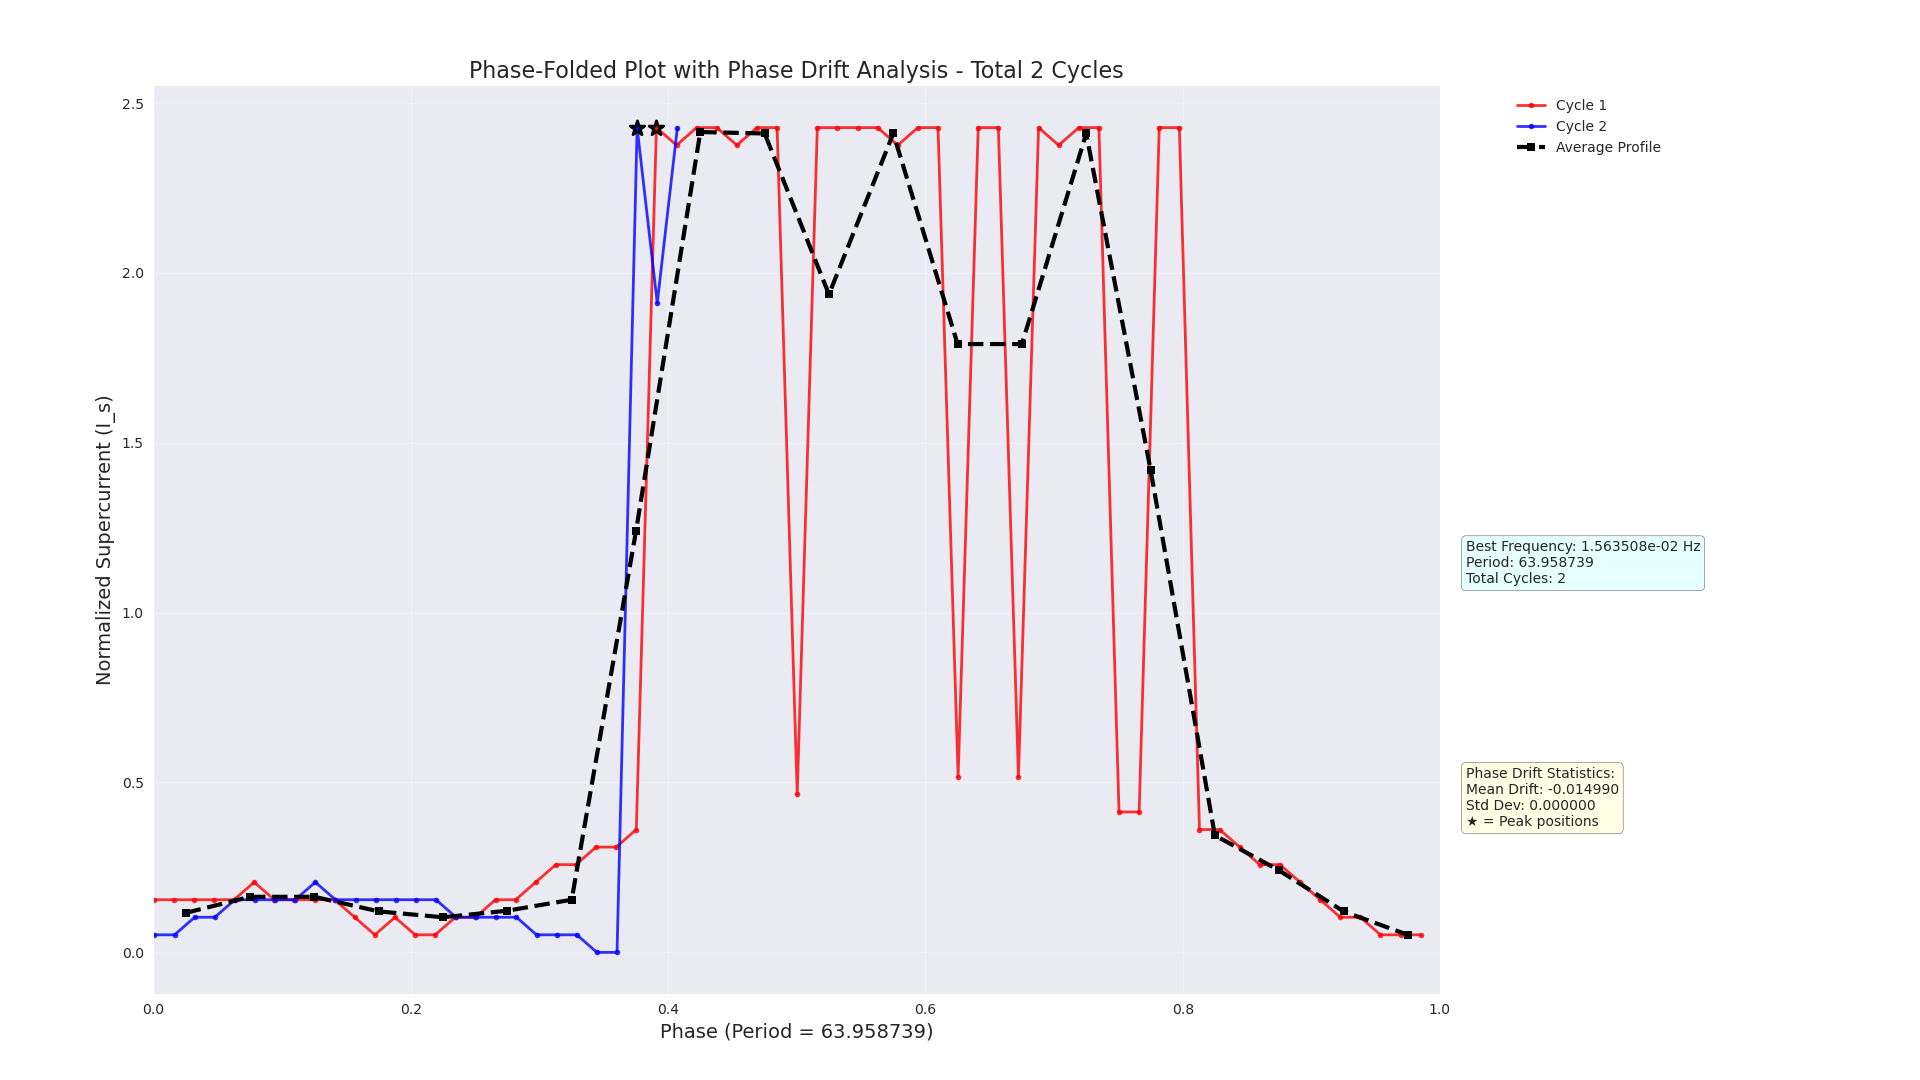 Phase-Folded Plot with Phase Drift Analysis - Total 2 Cycles
2.5
2.0
1.5
1.0
0.5
0.0
Normalized Supercurrent (I_s)
0.0
0.2
0.4
0.6
0.8
1.0
Phase (Period = 63.958739)
Cycle 1
Cycle 2
Average Profile
Best Frequency: 1.563508e-02 Hz
Period: 63.958739
Total Cycles: 2
Phase Drift Statistics:
Mean Drift: -0.014990
Std Dev: 0.000000
★ = Peak positions